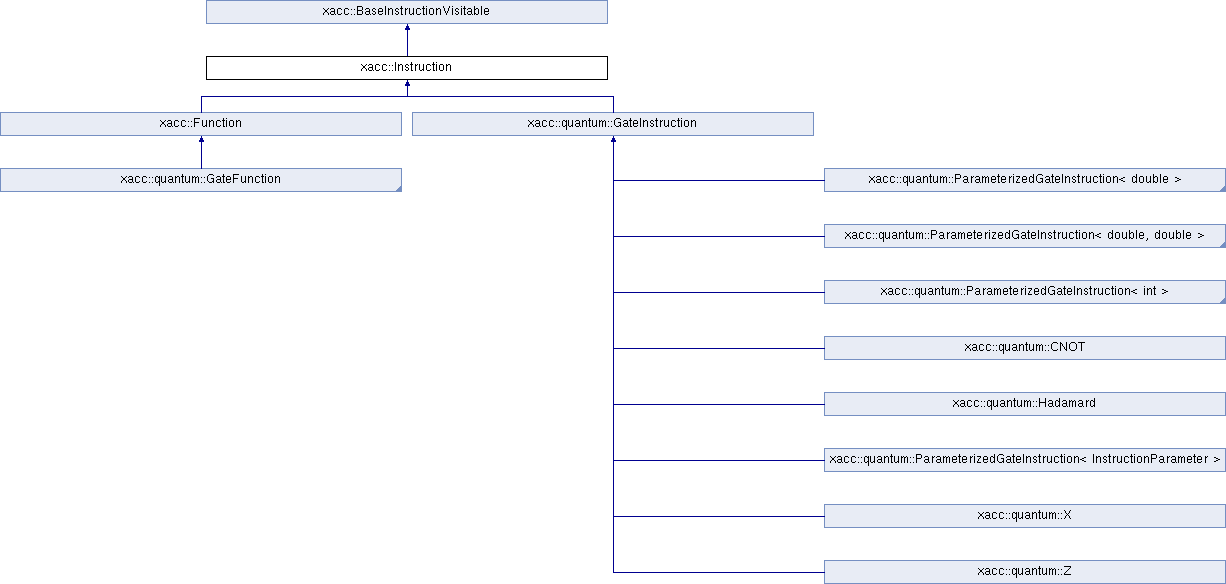 xacc::BaseInstructionVisitable
xacc::Instruction
xacc::Function
xacc::quantum::GateInstruction
xacc::quantum::GateFunction
xacc::quantum::ParameterizedGateInstruction< double >
xacc::quantum::ParameterizedGateInstruction< double, double >
xacc::quantum::ParameterizedGateInstruction< int >
xacc::quantum::CNOT
xacc::quantum::Hadamard
xacc::quantum::ParameterizedGateInstruction< InstructionParameter >
xacc::quantum::X
xacc::quantum::Z